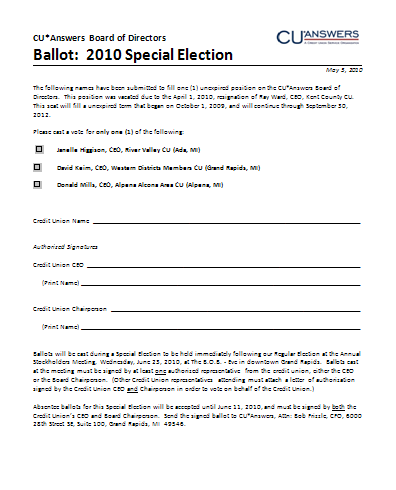 CU*Answers Board of Directors
CU*ANSWERS
A Credit Union Service Organization
Ballot: 2010 Special Election
May 5, 2010
The following names have been submitted to fill one (1) unexpired position on the CU*Answers Board of
Directors. This position was vacated due to the April 1, 2010, resignation of Ray Ward, CEO, Kent County CU.
This seat will fill a unexpired term that began on October 1, 2009, and will continue through September 30,
2012.
Please cast a vote for only one (1) of the following:
Janelle Higgison, CEO, River Valley CU (Ada, MI)
David Keim, CEO, Western Districts Members CU (Grand Rapids, MI)
Donald Mills, CEO, Alpena Alcona Area CU (Alpena, MI)
Credit Union Name
Authorized Signatures
Credit Union CEO
(Print Name)
Credit Union Chairperson
(Print Name)
Ballots will be cast during a Special Election to be held immediately following our Regular Election at the Annual
Stockholders Meeting, Wednesday, June 23, 2010, at The B.O.B. - Eve in downtown Grand Rapids. Ballots cast
at the meeting must be signed by at least one authorized representative from the credit union, either the CEO
or the Board Chairperson. (Other Credit Union representatives attending must attach a letter of authorization
signed by the Credit Union CEO and Chairperson in order to vote on behalf of the Credit Union.)
Absentee ballots for this Special Election will be accepted until June 11, 2010, and must be signed by both the
Credit Union's CEO and Board Chairperson. Send the signed ballot to CU*Answers, Attn: Bob Frizzle, CFO, 6000
28th Street SE, Suite 100, Grand Rapids, MI 49546.